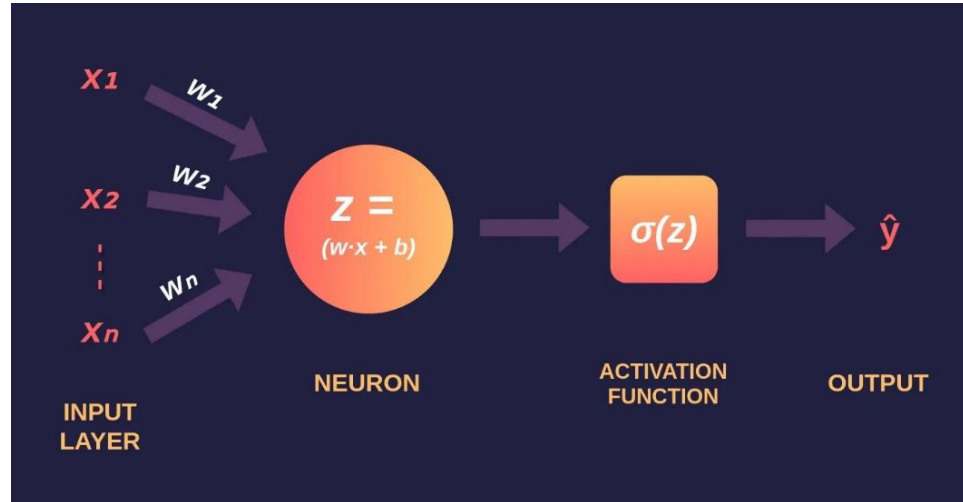 x1
w1
x2
w2
xn
wn
z =
(w·x + b)
σ(z)
ŷ
INPUT
LAYER
NEURON
ACTIVATION
FUNCTION
OUTPUT